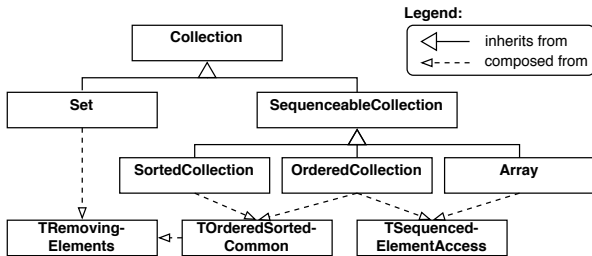 Legend:
Collection
inherits from
composed from
Set
SequenceableCollection
SortedCollection
OrderedCollection
Array
TRemoving-
Elements
TOrderedSorted-
Common
TSequenced-
ElementAccess